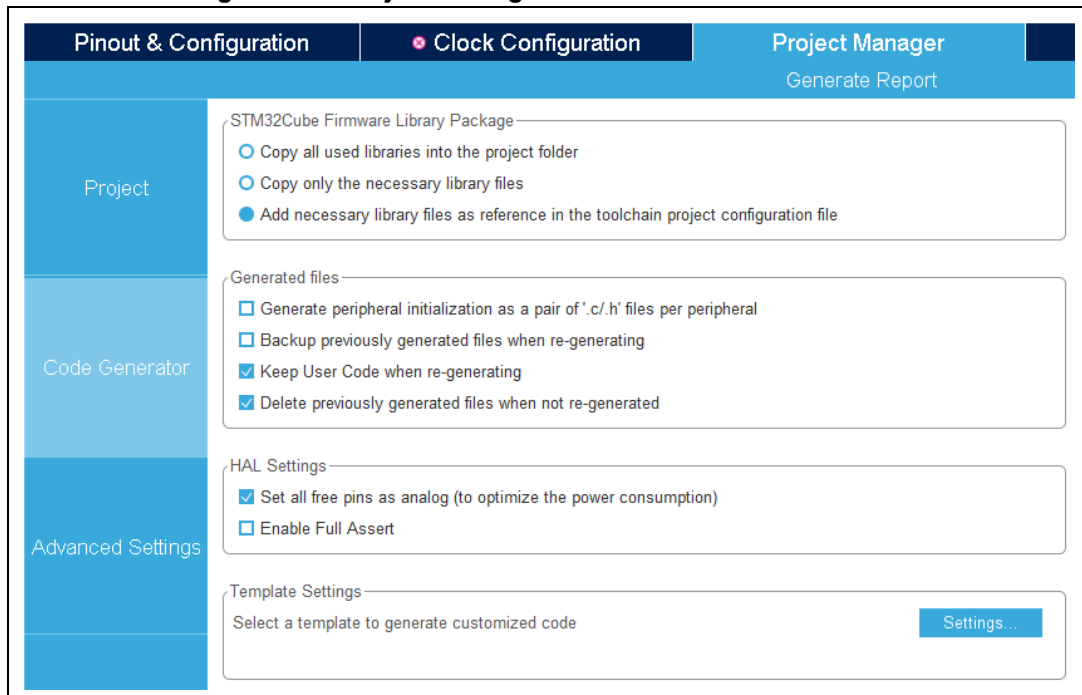 Pinout & Configuration
Clock Configuration
Project Manager
Generate Report
Project
Code Generator
Advanced Settings
STM32Cube Firmware Library Package
Copy all used libraries into the project folder
Copy only the necessary library files
Add necessary library files as reference in the toolchain project configuration file
Generated files
Generate peripheral initialization as a pair of '.c/.h' files per peripheral
Backup previously generated files when re-generating
Keep User Code when re-generating
Delete previously generated files when not re-generated
HAL Settings
Set all free pins as analog (to optimize the power consumption)
Enable Full Assert
Template Settings
Select a template to generate customized code
Settings...